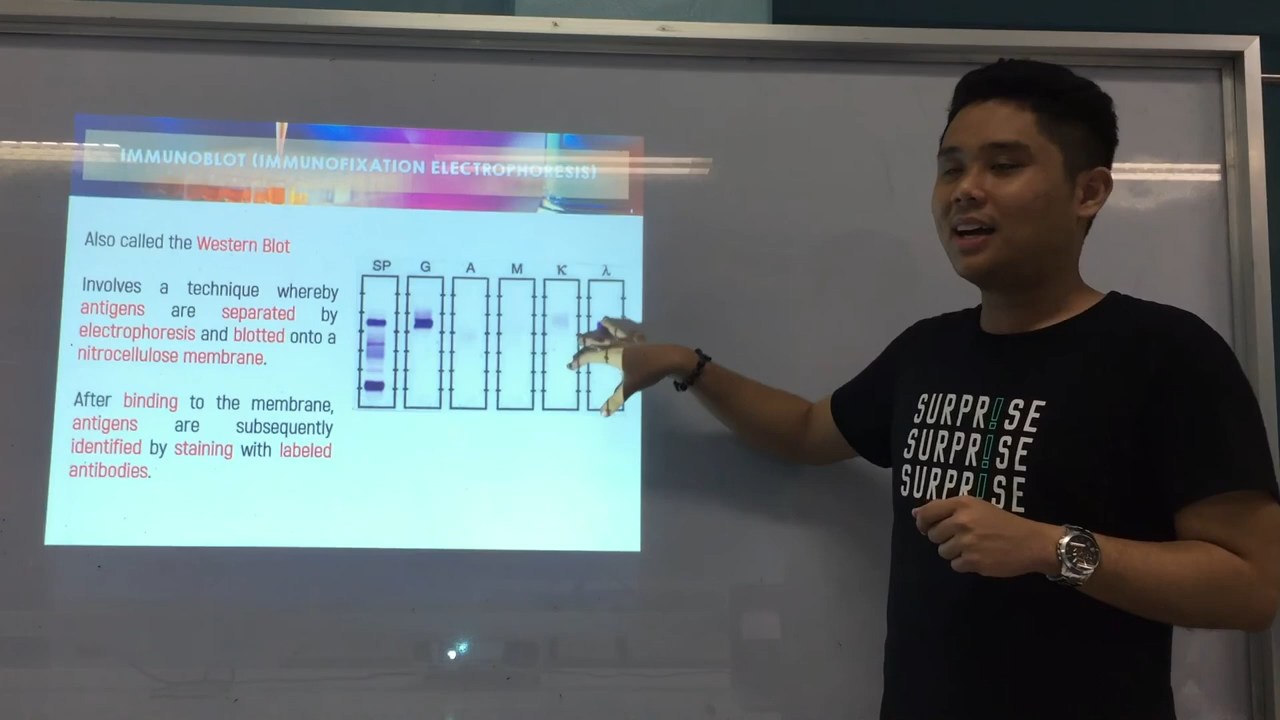 IMMUNOBLOT (IMMUNOFIXATION ELECTROPHORESIS)
Also called the Western Blot
Involves a technique whereby
antigens are separated by
electrophoresis and blotted onto a
nitrocellulose membrane.
After binding to the membrane,
antigens are subsequently
identified by staining with labeled
antibodies.
SP G A M K λ
SURPR!SE
SURPR!SE
SURPR!SE